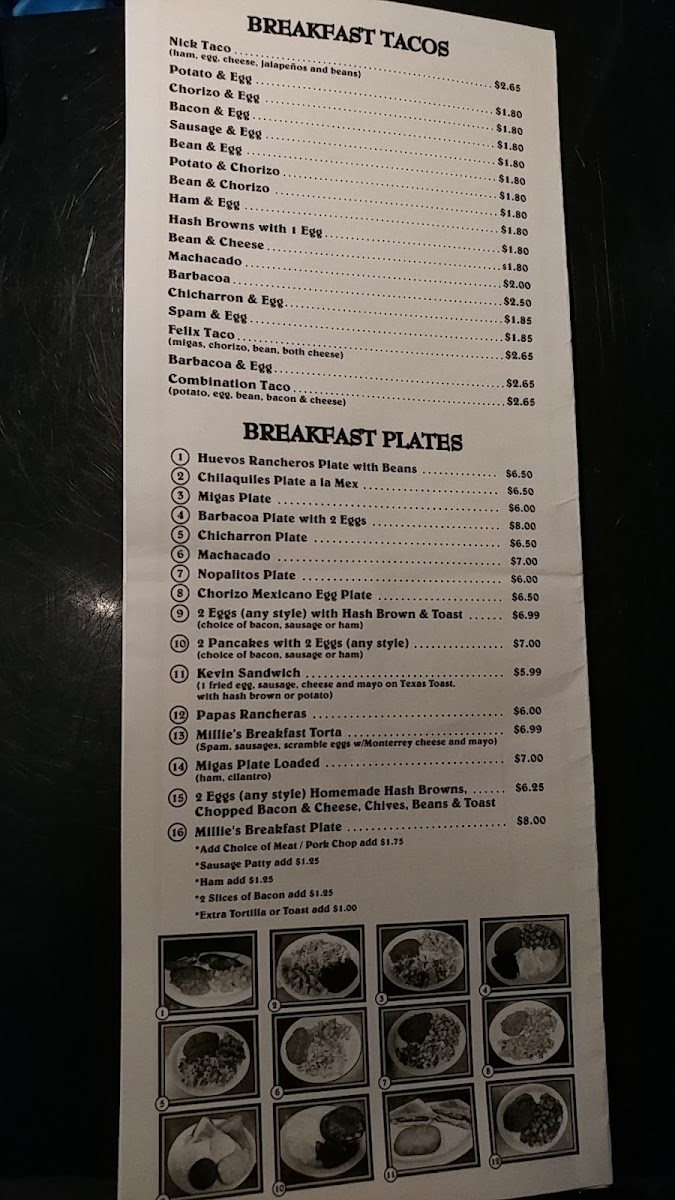 BREAKFAST TACOS
Nick Taco $2.65
(ham, egg, cheese, jalapeños and beans)
Potato & Egg $1.80
Chorizo & Egg $1.80
Bacon & Egg $1.80
Sausage & Egg $1.80
Bean & Egg $1.80
Potato & Chorizo $1.80
Bean & Chorizo $1.80
Ham & Egg $1.80
Hash Browns with 1 Egg $1.80
Bean & Cheese $1.80
Machacado $2.00
Barbacoa $2.50
Chicharron & Egg $1.85
Spam & Egg $1.85
Felix Taco $2.65
(migas, chorizo, bean, both cheese)
Barbacoa & Egg $2.65
Combination Taco $2.65
(potato, egg, bean, bacon & cheese)
BREAKFAST PLATES
1 Huevos Rancheros Plate with Beans $6.50
2 Chilaquiles Plate a la Mex $6.50
3 Migas Plate $6.00
4 Barbacoa Plate with 2 Eggs $8.00
5 Chicharron Plate $6.50
6 Machacado $7.00
7 Nopalitos Plate $6.00
8 Chorizo Mexicano Egg Plate $6.50
9 2 Eggs (any style) with Hash Brown & Toast $6.99
(choice of bacon, sausage or ham)
10 2 Pancakes with 2 Eggs (any style) $7.00
(choice of bacon, sausage or ham)
11 Kevin Sandwich $5.99
(1 fried egg, sausage, cheese and mayo on Texas Toast,
with hash brown or potato)
12 Papas Rancheras $6.00
13 Millie's Breakfast Torta $6.99
(Spam, sausages, scramble eggs w/Monterrey cheese and mayo)
14 Migas Plate Loaded $7.00
(ham, cilantro)
15 2 Eggs (any style) Homemade Hash Browns, $6.25
Chopped Bacon & Cheese, Chives, Beans & Toast
16 Millie's Breakfast Plate $8.00
*Add Choice of Meat / Pork Chop add $1.75
*Sausage Patty add $1.25
*Ham add $1.25
*2 Slices of Bacon add $1.25
*Extra Tortilla or Toast add $1.00
1 2 3 4
5 6 7 8
10 11 12